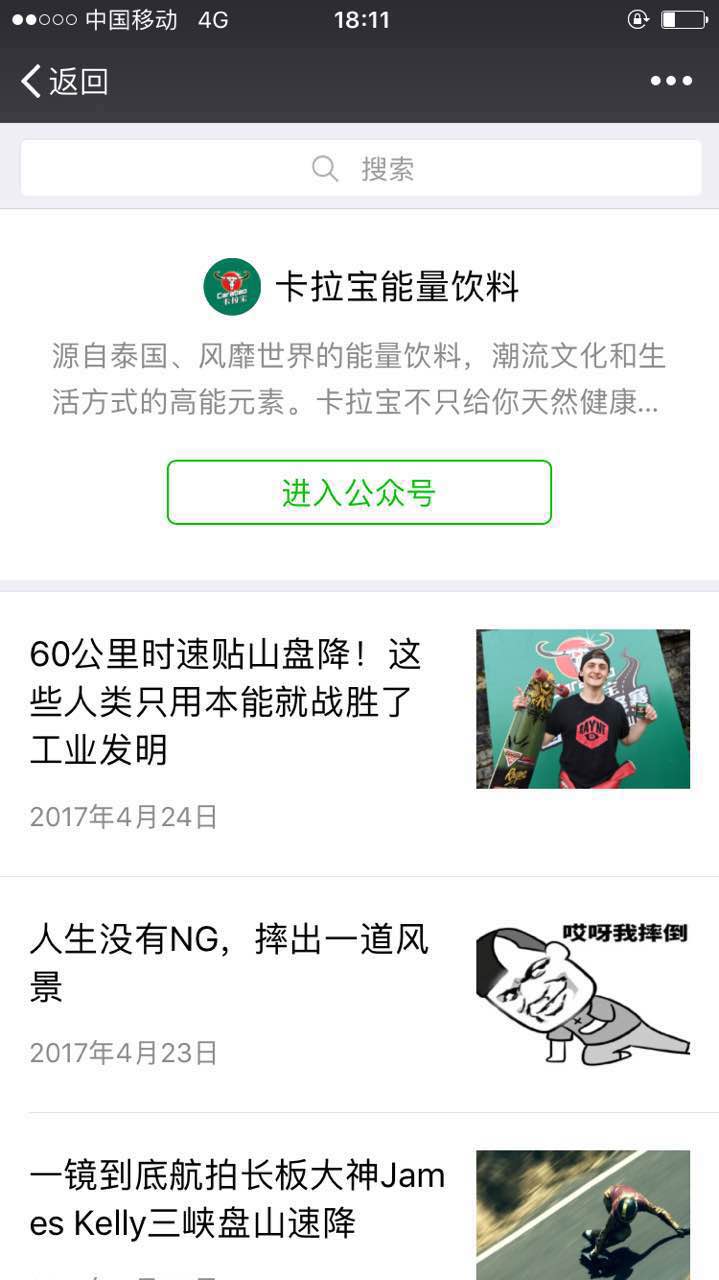 中国移动 4G 18:11
返回
搜索
Carabao
卡拉宝
卡拉宝能量饮料
源自泰国、风靡世界的能量饮料，潮流文化和生
活方式的高能元素。卡拉宝不只给你天然健康...
进入公众号
60公里时速贴山盘降！这
些人类只用本能就战胜了
工业发明
2017年4月24日
RAYNE
人生没有NG，摔出一道风
景
2017年4月23日
哎呀我摔倒
一镜到底航拍长板大神Jam
es Kelly三峡盘山速降